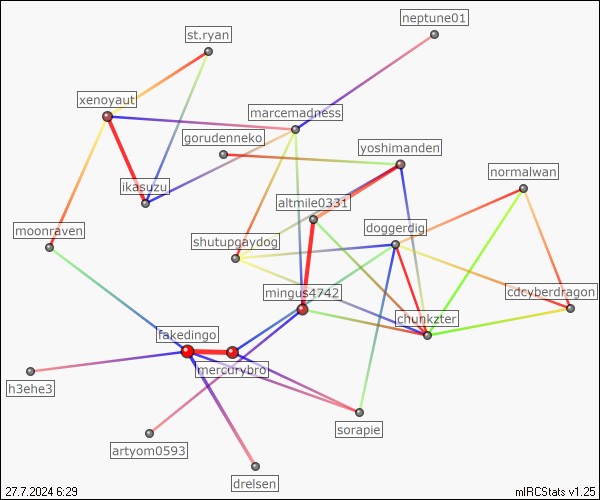 neptune01
st.ryan
xenoyaut
marcemadness
gorudenneko
yoshimanden
normalwan
ikasuzu
altmile0331
moonraven
doggerdig
shutupgaydog
mingus4742
cdcyberdragon
chunkzter
fakedingo
mercurybro
h3ehe3
sorapie
artyom0593
drelsen
27.7.2024 6:29
mIRCStats v1.25